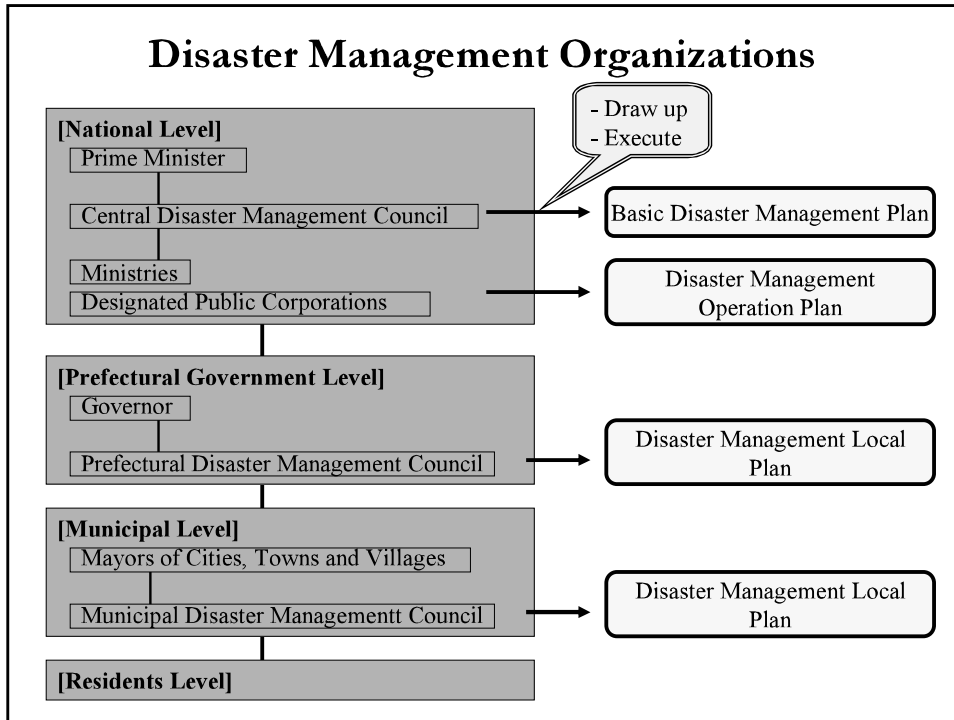 Disaster Management Organizations
- Draw up
- Execute
[National Level]
Prime Minister
Central Disaster Management Council
Basic Disaster Management Plan
Ministries
Designated Public Corporations
Disaster Management
Operation Plan
[Prefectural Government Level]
Governor
Prefectural Disaster Management Council
Disaster Management Local
Plan
[Municipal Level]
Mayors of Cities, Towns and Villages
Municipal Disaster Managementt Council
Disaster Management Local
Plan
[Residents Level]